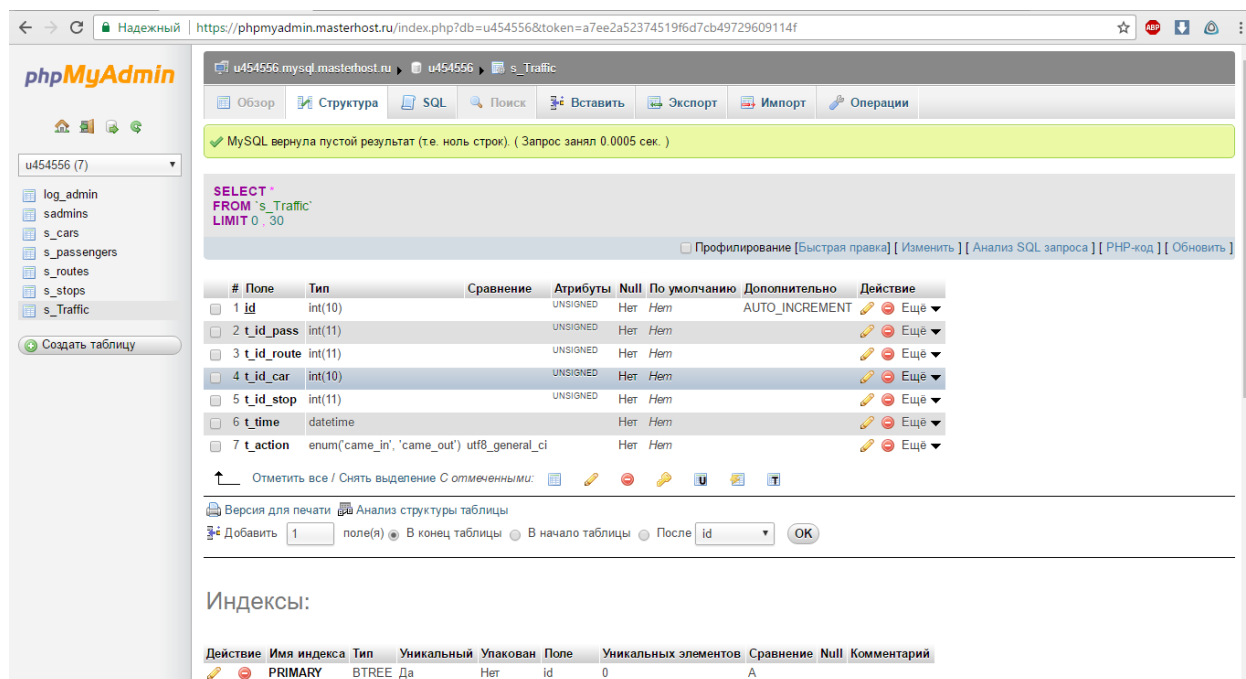 Надежный https://phpmyadmin.masterhost.ru/index.php?db=u454556&token=a7ee2a52374519f6d7cb49729609114f ABP
phpMyAdmin
u454556 (7)
log_admin
sadmins
s_cars
s_passengers
s_routes
s_stops
s_Traffic
Создать таблицу
u454556.mysql.masterhost.ru u454556 s_Traffic
Обзор Структура SQL Поиск Вставить Экспорт Импорт Операции
MySQL вернула пустой результат (т.е. ноль строк). ( Запрос занял 0.0005 сек. )
SELECT *
FROM `s_Traffic`
LIMIT 0 , 30
Профилирование [Быстрая правка] [ Изменить ] [ Анализ SQL запроса ] [ PHP-код ] [ Обновить ]
# Поле Тип Сравнение Атрибуты Null По умолчанию Дополнительно Действие
1 id int(10) UNSIGNED Нет Нет AUTO_INCREMENT Ещё
2 t_id_pass int(11) UNSIGNED Нет Нет Ещё
3 t_id_route int(11) UNSIGNED Нет Нет Ещё
4 t_id_car int(10) UNSIGNED Нет Нет Ещё
5 t_id_stop int(11) UNSIGNED Нет Нет Ещё
6 t_time datetime Нет Нет Ещё
7 t_action enum('came_in', 'came_out') utf8_general_ci Нет Нет Ещё
Отметить все / Снять выделение С отмеченными: U T
Версия для печати Анализ структуры таблицы
Добавить 1 поле(я) В конец таблицы В начало таблицы После id OK
Индексы:
Действие Имя индекса Тип Уникальный Упакован Поле Уникальных элементов Сравнение Null Комментарий
PRIMARY BTREE Да Нет id 0 A